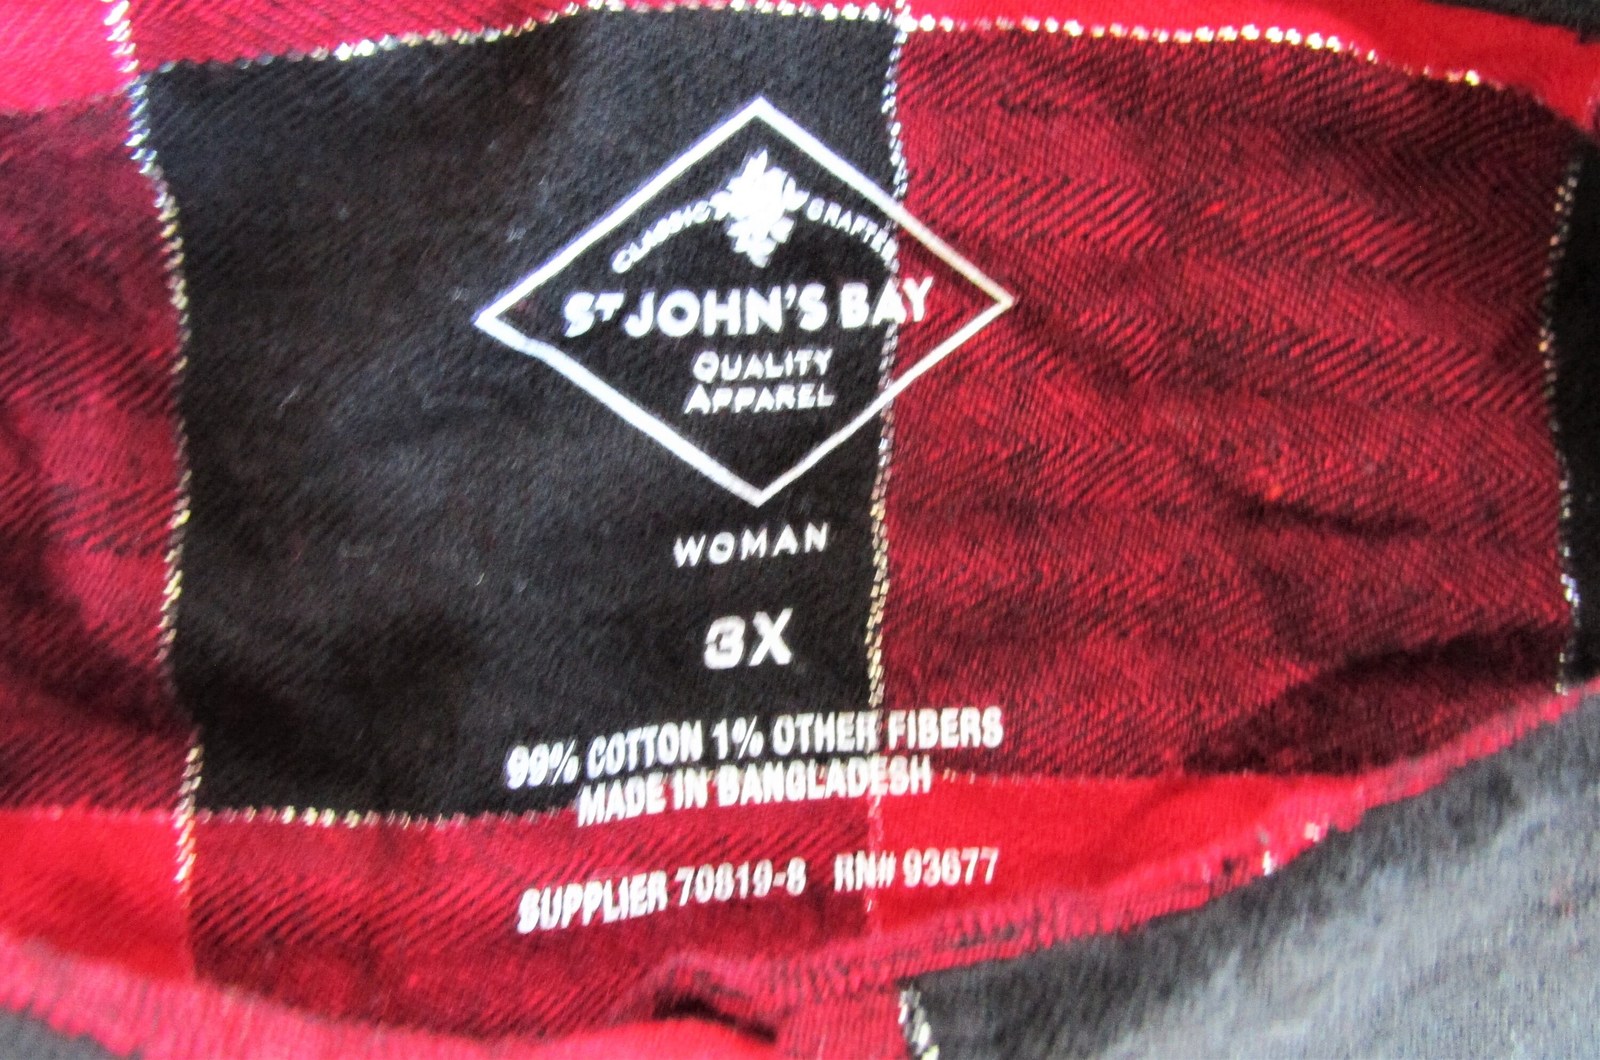 CLASSIC CRAFTED
ST JOHN'S BAY
QUALITY
APPAREL
WOMAN
3X
99% COTTON 1% OTHER FIBERS
MADE IN BANGLADESH
SUPPLIER 70819-8 RN# 93677